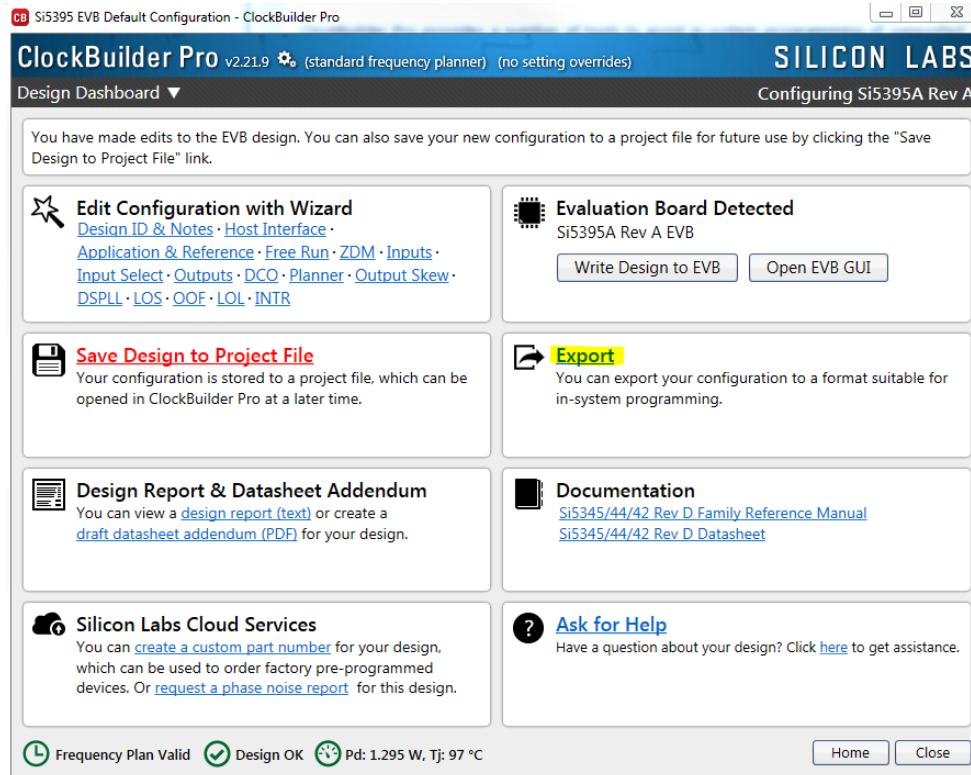 CB Si5395 EVB Default Configuration - ClockBuilder Pro
ClockBuilder Pro v2.21.9 (standard frequency planner) (no setting overrides) SILICON LABS
Design Dashboard ▼ Configuring Si5395A Rev A
You have made edits to the EVB design. You can also save your new configuration to a project file for future use by clicking the "Save
Design to Project File" link.
Edit Configuration with Wizard
Design ID & Notes · Host Interface ·
Application & Reference · Free Run · ZDM · Inputs ·
Input Select · Outputs · DCO · Planner · Output Skew ·
DSPLL · LOS · OOF · LOL · INTR
Evaluation Board Detected
Si5395A Rev A EVB
Write Design to EVB Open EVB GUI
Save Design to Project File
Your configuration is stored to a project file, which can be
opened in ClockBuilder Pro at a later time.
Export
You can export your configuration to a format suitable for
in-system programming.
Design Report & Datasheet Addendum
You can view a design report (text) or create a
draft datasheet addendum (PDF) for your design.
Documentation
Si5345/44/42 Rev D Family Reference Manual
Si5345/44/42 Rev D Datasheet
Silicon Labs Cloud Services
You can create a custom part number for your design,
which can be used to order factory pre-programmed
devices. Or request a phase noise report for this design.
? Ask for Help
Have a question about your design? Click here to get assistance.
Frequency Plan Valid Design OK Pd: 1.295 W, Tj: 97 °C Home Close